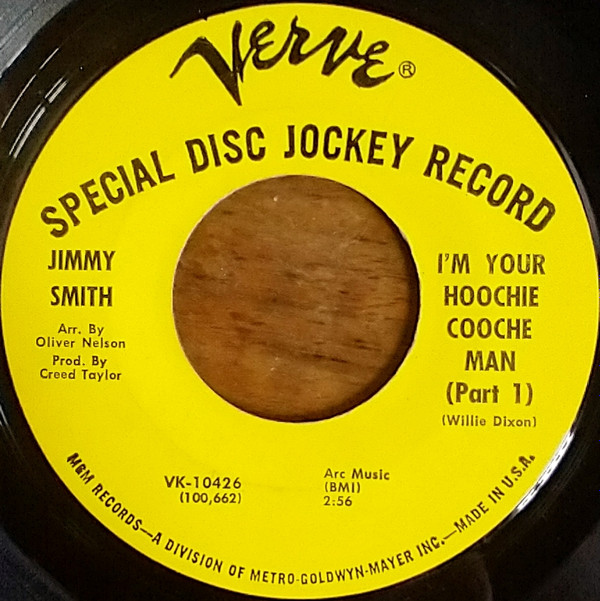 Verve®
SPECIAL DISC JOCKEY RECORD
JIMMY
SMITH
Arr. By
Oliver Nelson
Prod. By
Creed Taylor
I'M YOUR
HOOCHIE
COOCHE
MAN
(Part 1)
(Willie Dixon)
VK-10426
(100,662)
Arc Music
(BMI)
2:56
M&M RECORDS—A DIVISION OF METRO-GOLDWYN-MAYER INC.—MADE IN U.S.A.